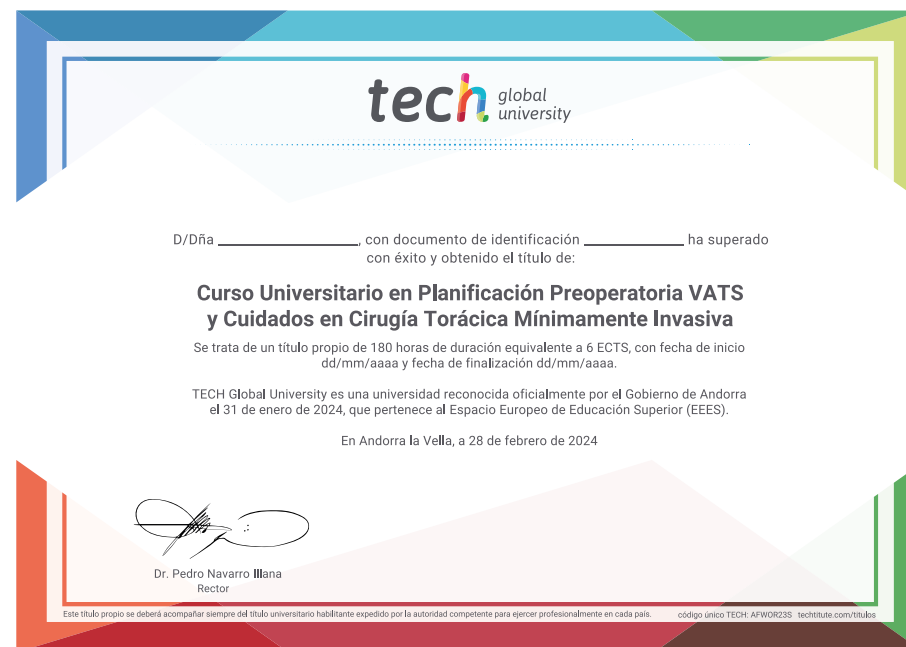 tech global university
D/Dña ______________, con documento de identificación __________ ha superado
con éxito y obtenido el título de:
Curso Universitario en Planificación Preoperatoria VATS
y Cuidados en Cirugía Torácica Mínimamente Invasiva
Se trata de un título propio de 180 horas de duración equivalente a 6 ECTS, con fecha de inicio
dd/mm/aaaa y fecha de finalización dd/mm/aaaa.
TECH Global University es una universidad reconocida oficialmente por el Gobierno de Andorra
el 31 de enero de 2024, que pertenece al Espacio Europeo de Educación Superior (EEES).
En Andorra la Vella, a 28 de febrero de 2024
Dr. Pedro Navarro Illana
Rector
Este título propio se deberá acompañar siempre del título universitario habilitante expedido por la autoridad competente para ejercer profesionalmente en cada país. código único TECH: AFWOR23S techtitute.com/titulos